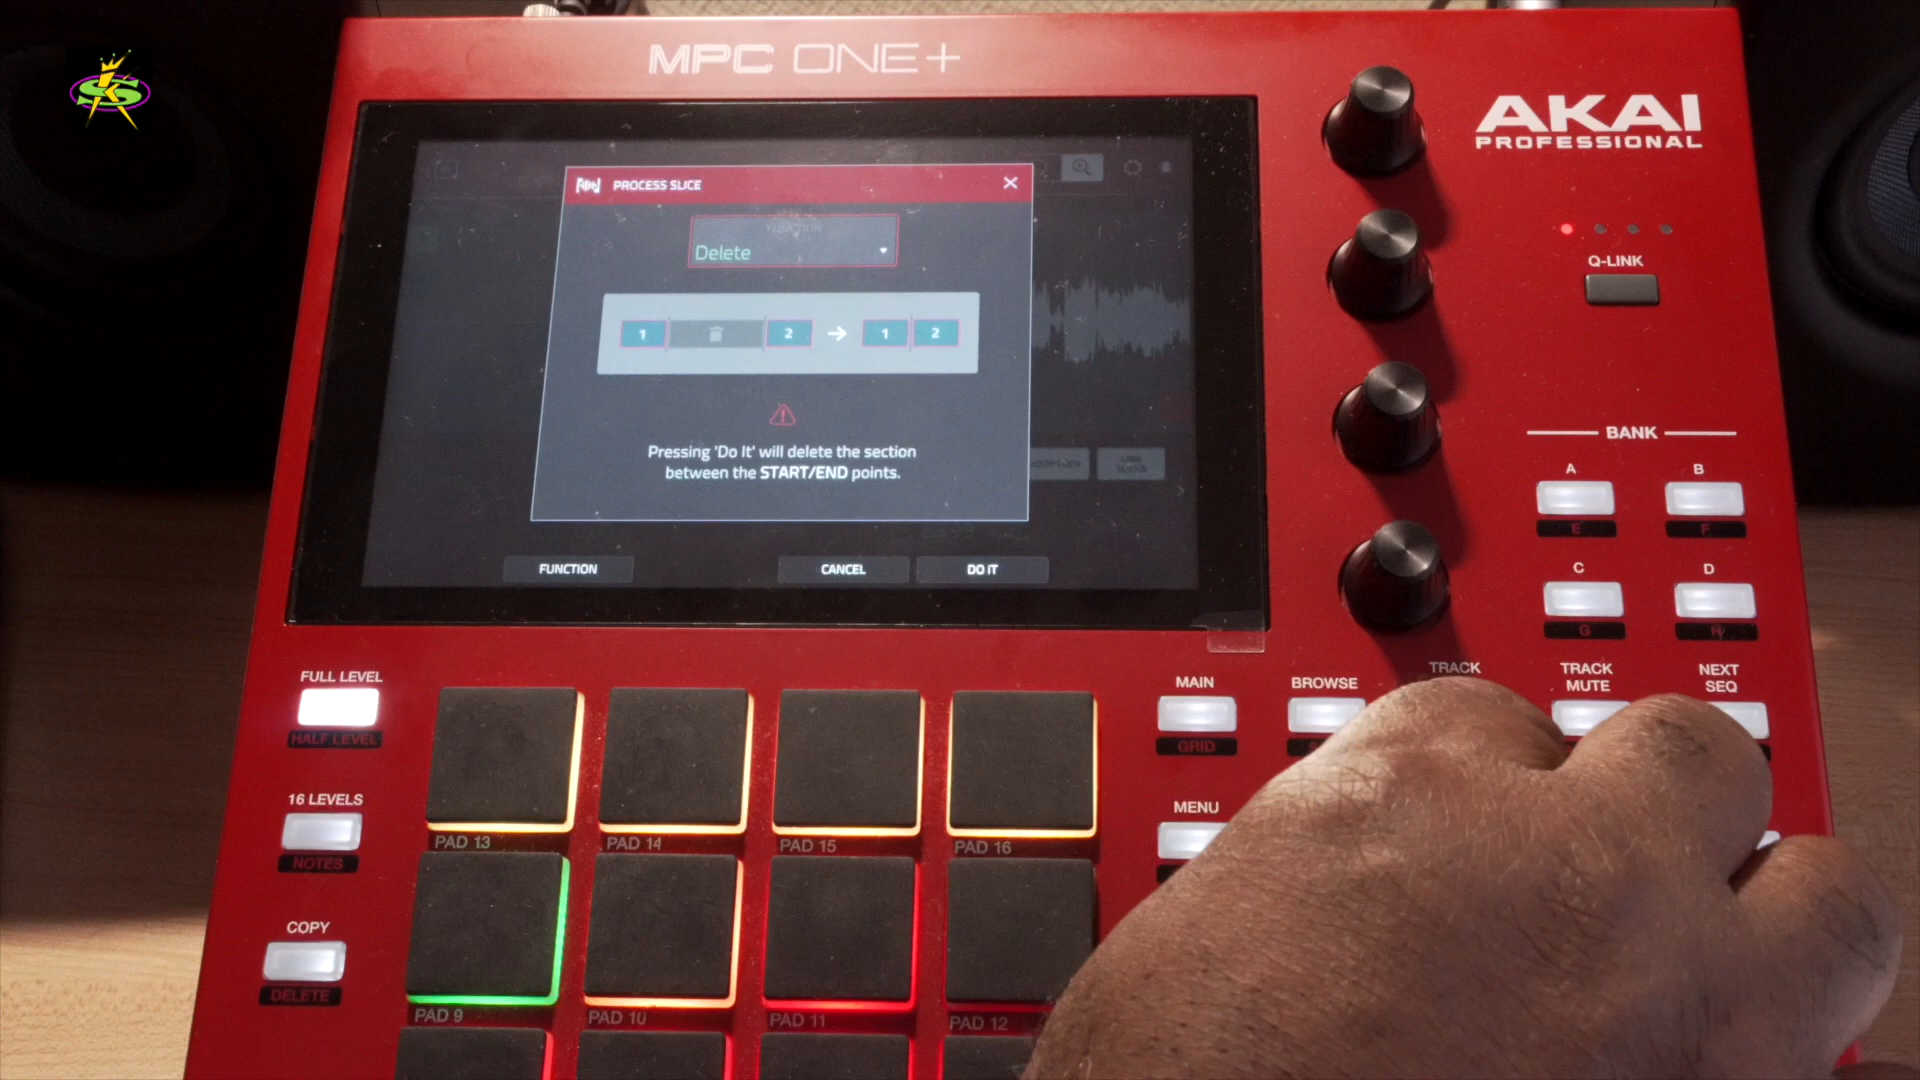 MPC ONE+
AKAI
PROFESSIONAL
PROCESS SLICE
FUNCTION
Delete
1 2 → 1 2
Pressing 'Do It' will delete the section
between the START/END points.
FUNCTION
CANCEL
DO IT
Q-LINK
BANK
A
B
E
F
C
D
G
H
FULL LEVEL
HALF LEVEL
16 LEVELS
NOTES
COPY
DELETE
MAIN
GRID
BROWSE
TRACK
TRACK
MUTE
NEXT
SEQ
MENU
PAD 13
PAD 14
PAD 15
PAD 16
PAD 9
PAD 10
PAD 11
PAD 12